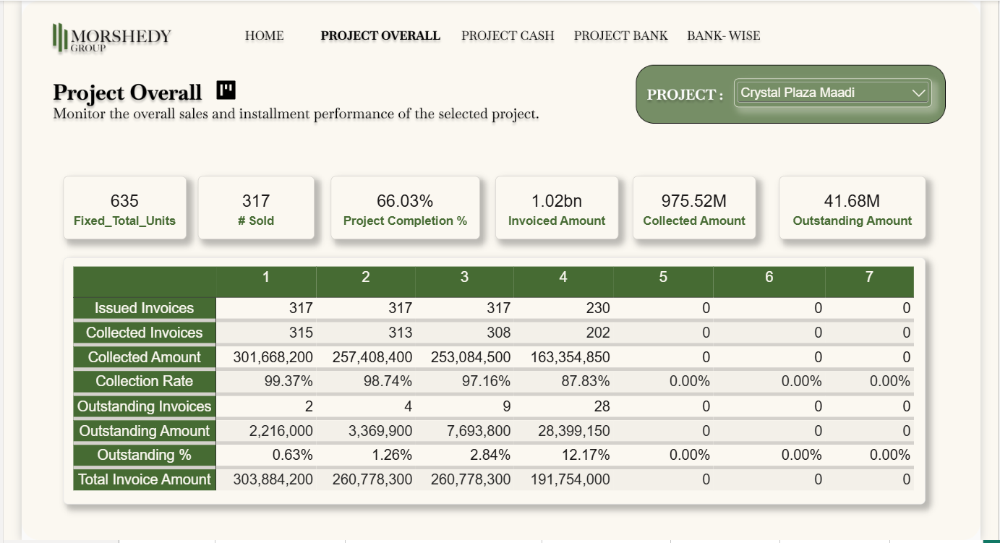 MORSHEDY
GROUP
HOME PROJECT OVERALL PROJECT CASH PROJECT BANK BANK- WISE
Project Overall
Monitor the overall sales and installment performance of the selected project.
PROJECT : Crystal Plaza Maadi
635 317 66.03% 1.02bn 975.52M 41.68M
Fixed_Total_Units # Sold Project Completion % Invoiced Amount Collected Amount Outstanding Amount
1 2 3 4 5 6 7
Issued Invoices 317 317 317 230 0 0 0
Collected Invoices 315 313 308 202 0 0 0
Collected Amount 301,668,200 257,408,400 253,084,500 163,354,850 0 0 0
Collection Rate 99.37% 98.74% 97.16% 87.83% 0.00% 0.00% 0.00%
Outstanding Invoices 2 4 9 28 0 0 0
Outstanding Amount 2,216,000 3,369,900 7,693,800 28,399,150 0 0 0
Outstanding % 0.63% 1.26% 2.84% 12.17% 0.00% 0.00% 0.00%
Total Invoice Amount 303,884,200 260,778,300 260,778,300 191,754,000 0 0 0